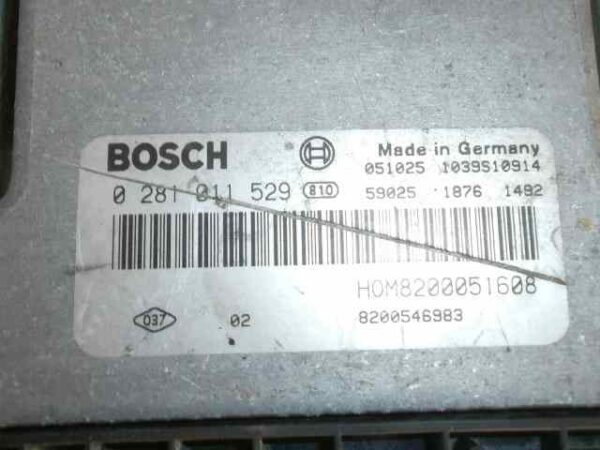 BOSCH Made in Germany
051025 1039S10914
0 281 011 529 810 59025 1876 1492
HOM8200051608
037 02 8200546983